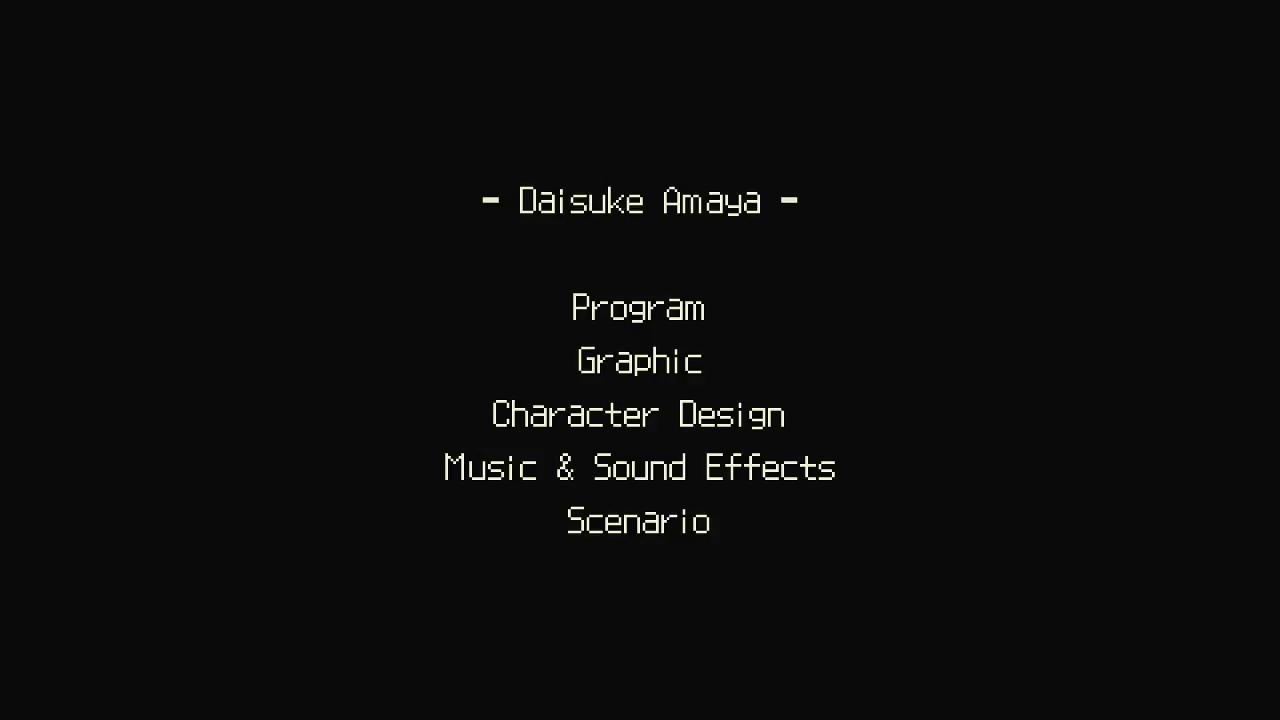 - Daisuke Amaya -
Program
Graphic
Character Design
Music & Sound Effects
Scenario